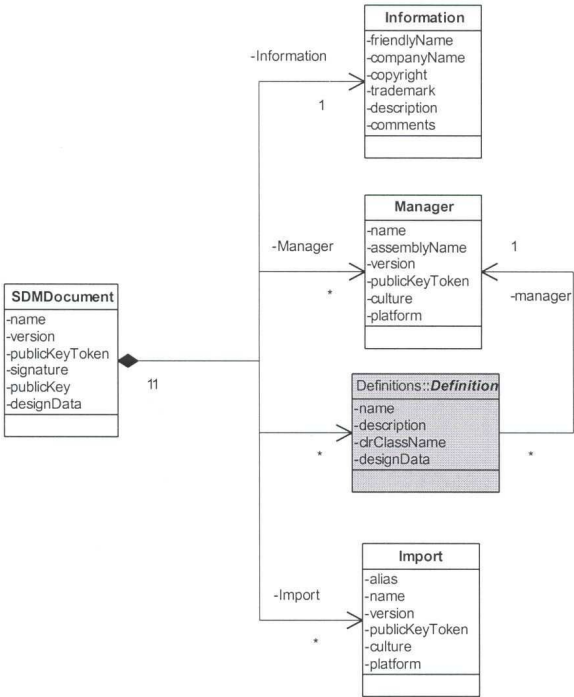 Information
-friendlyName
-companyName
-copyright
-trademark
-description
-comments
-Information
1
Manager
-name
-assemblyName
-version
-publicKeyToken
-culture
-platform
-Manager
*
1
-manager
SDMDocument
-name
-version
-publicKeyToken
-signature
-publicKey
-designData
11
Definitions::Definition
-name
-description
-clrClassName
-designData
*
*
Import
-alias
-name
-version
-publicKeyToken
-culture
-platform
-Import
*